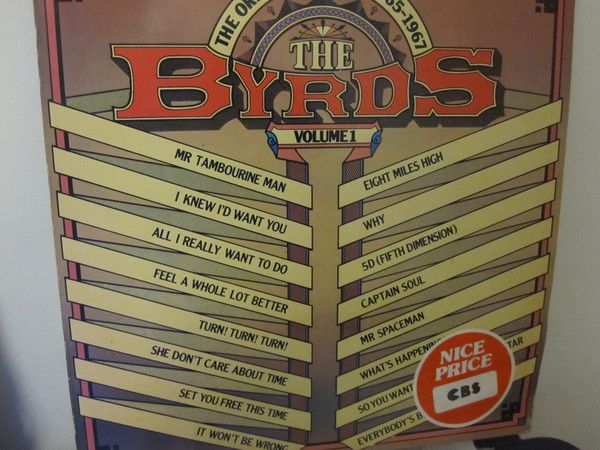 THE
65-1967
THE
BYRDS
VOLUME 1
MR TAMBOURINE MAN
I KNEW I'D WANT YOU
ALL I REALLY WANT TO DO
FEEL A WHOLE LOT BETTER
TURN! TURN! TURN!
SHE DON'T CARE ABOUT TIME
SET YOU FREE THIS TIME
IT WON'T BE WRONG
EIGHT MILES HIGH
WHY
5D (FIFTH DIMENSION)
CAPTAIN SOUL
MR SPACEMAN
WHAT'S HAPPENING
SO YOU WANT
EVERYBODY'S
NICE
PRICE
CBS